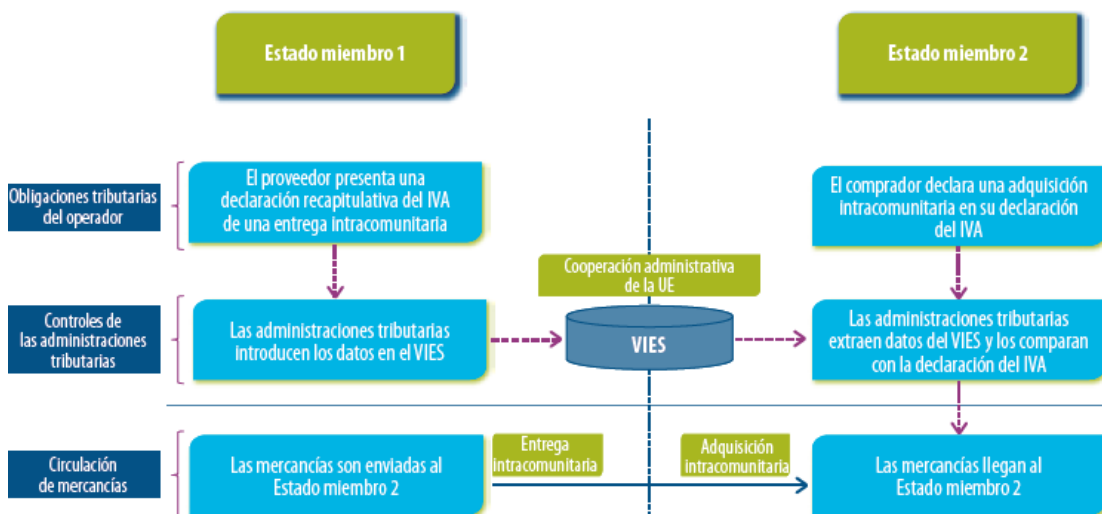 Estado miembro 1
Estado miembro 2
Obligaciones tributarias
del operador
El proveedor presenta una
declaración recapitulativa del IVA
de una entrega intracomunitaria
El comprador declara una adquisición
intracomunitaria en su declaración
del IVA
Cooperación administrativa
de la UE
Controles de
las administraciones
tributarias
Las administraciones tributarias
introducen los datos en el VIES
VIES
Las administraciones tributarias
extraen datos del VIES y los comparan
con la declaración del IVA
Circulación
de mercancías
Las mercancías son enviadas al
Estado miembro 2
Entrega
intracomunitaria
Adquisición
intracomunitaria
Las mercancías llegan al
Estado miembro 2